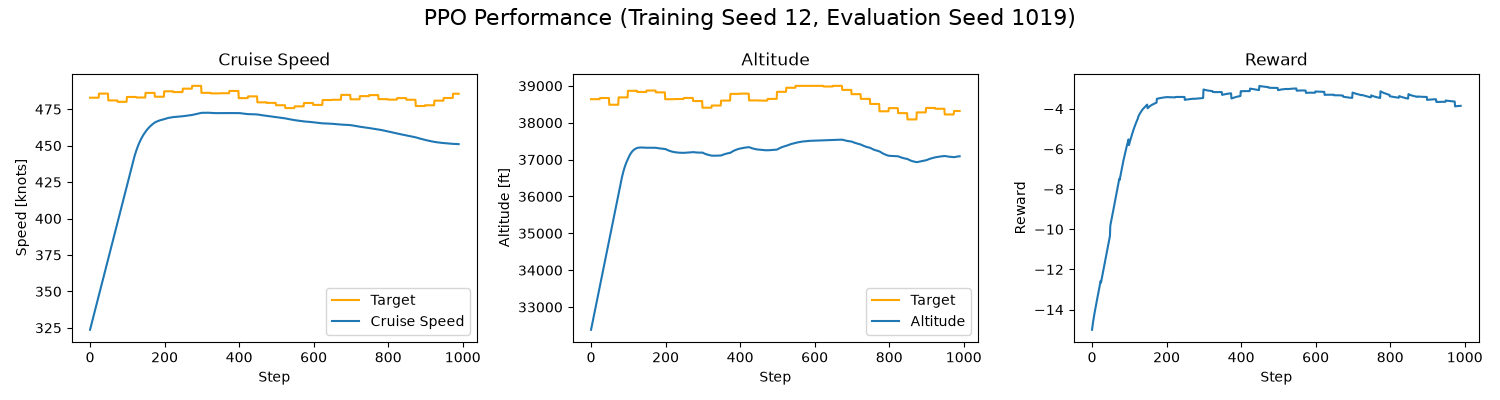 PPO Performance (Training Seed 12, Evaluation Seed 1019)
Cruise Speed
Speed [knots]
475
450
425
400
375
350
325
0 200 400 600 800 1000
Step
Target
Cruise Speed
Altitude
Altitude [ft]
39000
38000
37000
36000
35000
34000
33000
0 200 400 600 800 1000
Step
Target
Altitude
Reward
Reward
−4
−6
−8
−10
−12
−14
0 200 400 600 800 1000
Step